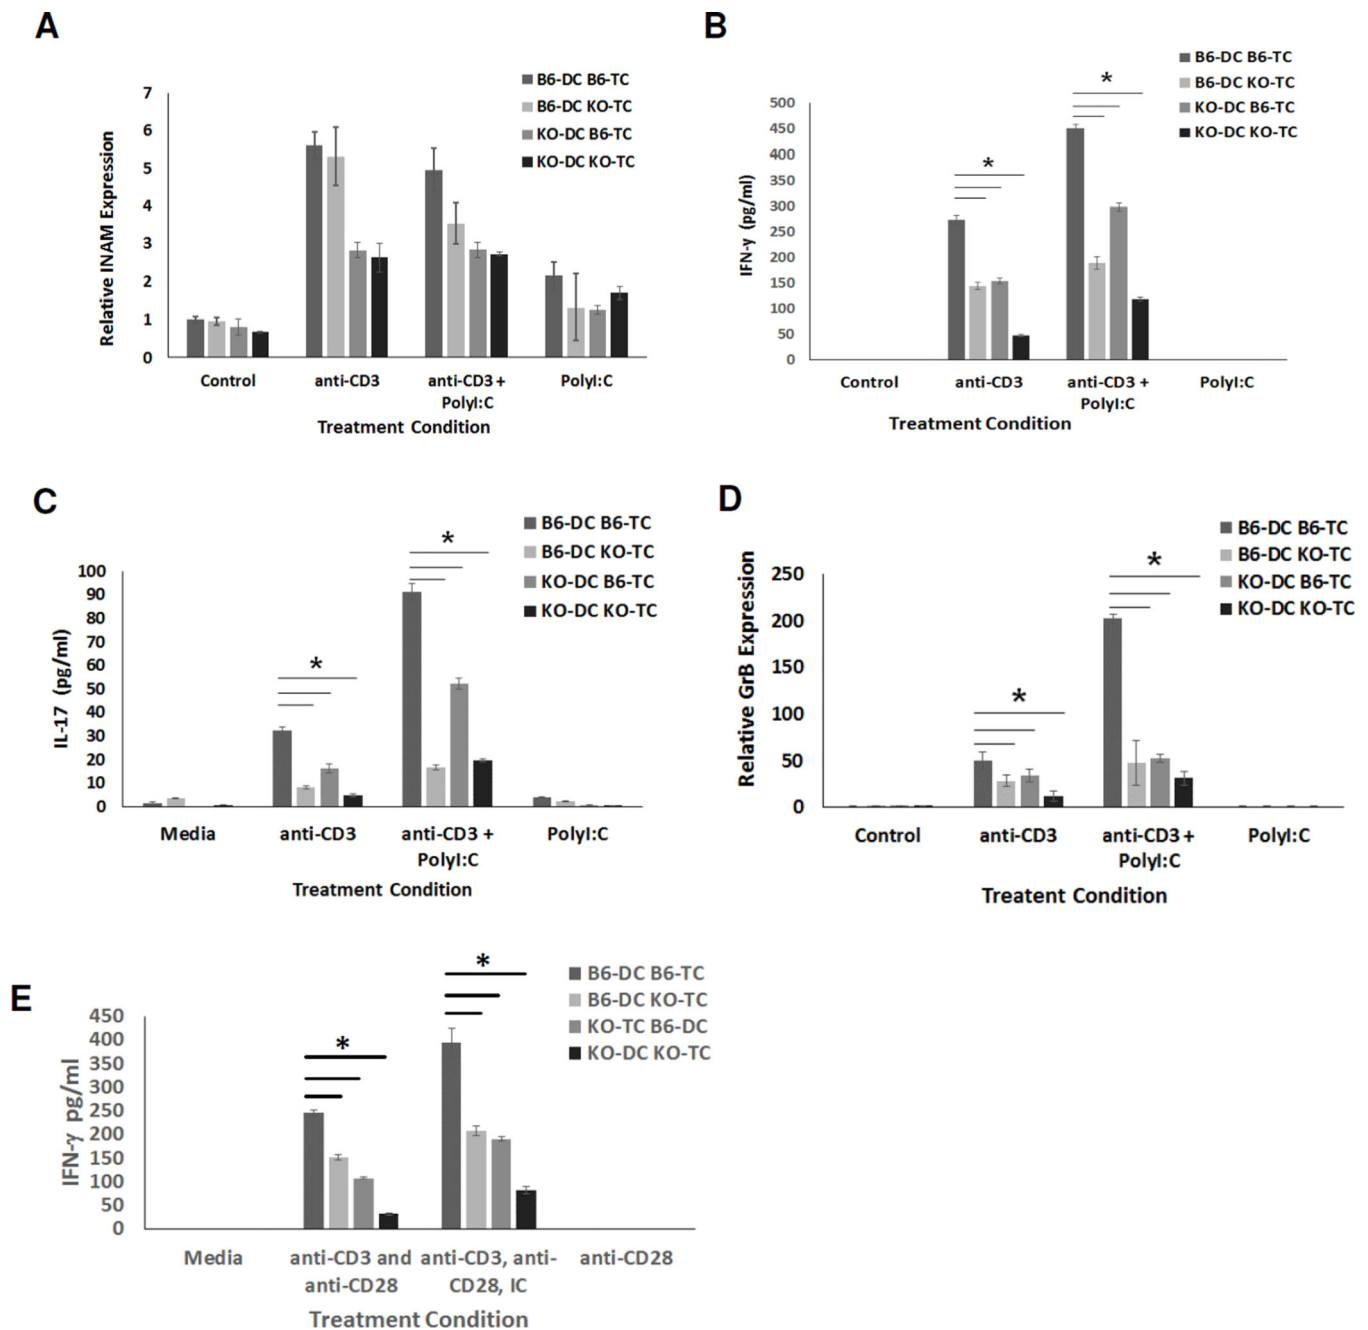 A
B6-DC B6-TC
B6-DC KO-TC
KO-DC B6-TC
KO-DC KO-TC
7
6
5
4
3
2
1
0
Relative INAM Expression
Control
anti-CD3
anti-CD3 +
PolyI:C
PolyI:C
Treatment Condition
B
B6-DC B6-TC
B6-DC KO-TC
KO-DC B6-TC
KO-DC KO-TC
*
*
500
450
400
350
300
250
200
150
100
50
0
IFN-y (pg/ml)
Control
anti-CD3
anti-CD3 +
PolyI:C
PolyI:C
Treatment Condition
C
B6-DC B6-TC
B6-DC KO-TC
KO-DC B6-TC
KO-DC KO-TC
*
*
100
90
80
70
60
50
40
30
20
10
0
IL-17 (pg/ml)
Media
anti-CD3
anti-CD3 +
PolyI:C
PolyI:C
Treatment Condition
D
B6-DC B6-TC
B6-DC KO-TC
KO-DC B6-TC
KO-DC KO-TC
*
*
250
200
150
100
50
0
Relative GrB Expression
Control
anti-CD3
anti-CD3 +
PolyI:C
PolyI:C
Treatent Condition
E
B6-DC B6-TC
B6-DC KO-TC
KO-TC B6-DC
KO-DC KO-TC
*
*
450
400
350
300
250
200
150
100
50
0
IFN-γ pg/ml
Media
anti-CD3 and
anti-CD28
anti-CD3, anti-
CD28, IC
anti-CD28
Treatment Condition